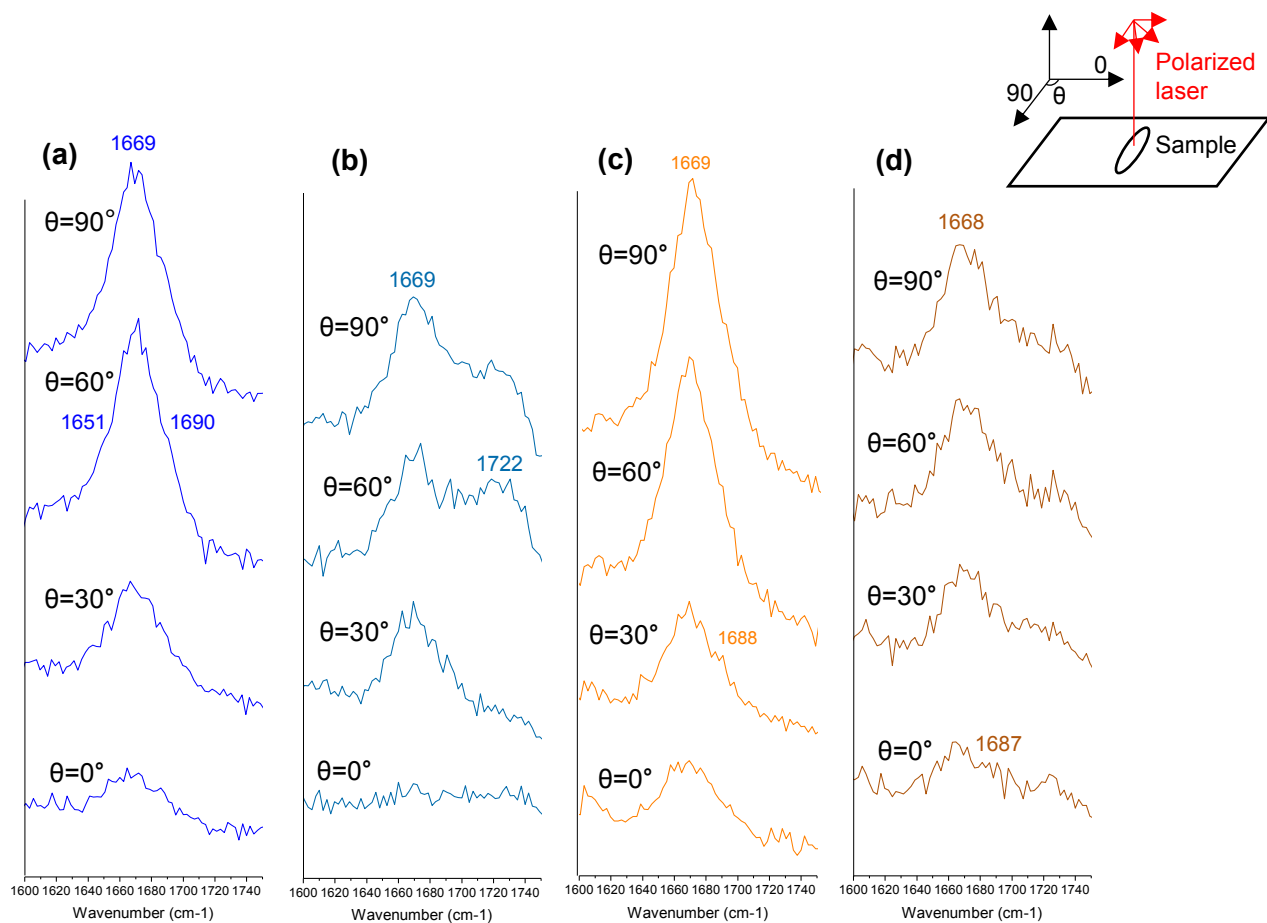 0
90
θ
Polarized
laser
Sample
(a)
1669
θ=90°
θ=60°
1651
1690
θ=30°
θ=0°
1600 1620 1640 1660 1680 1700 1720 1740
Wavenumber (cm-1)
(b)
1669
θ=90°
θ=60°
1722
θ=30°
θ=0°
1600 1620 1640 1660 1680 1700 1720 1740
Wavenumber (cm-1)
(c)
1669
θ=90°
θ=60°
θ=30°
1688
θ=0°
1600 1620 1640 1660 1680 1700 1720 1740
Wavenumber (cm-1)
(d)
1668
θ=90°
θ=60°
θ=30°
θ=0°
1687
1600 1620 1640 1660 1680 1700 1720 1740
Wavenumber (cm-1)